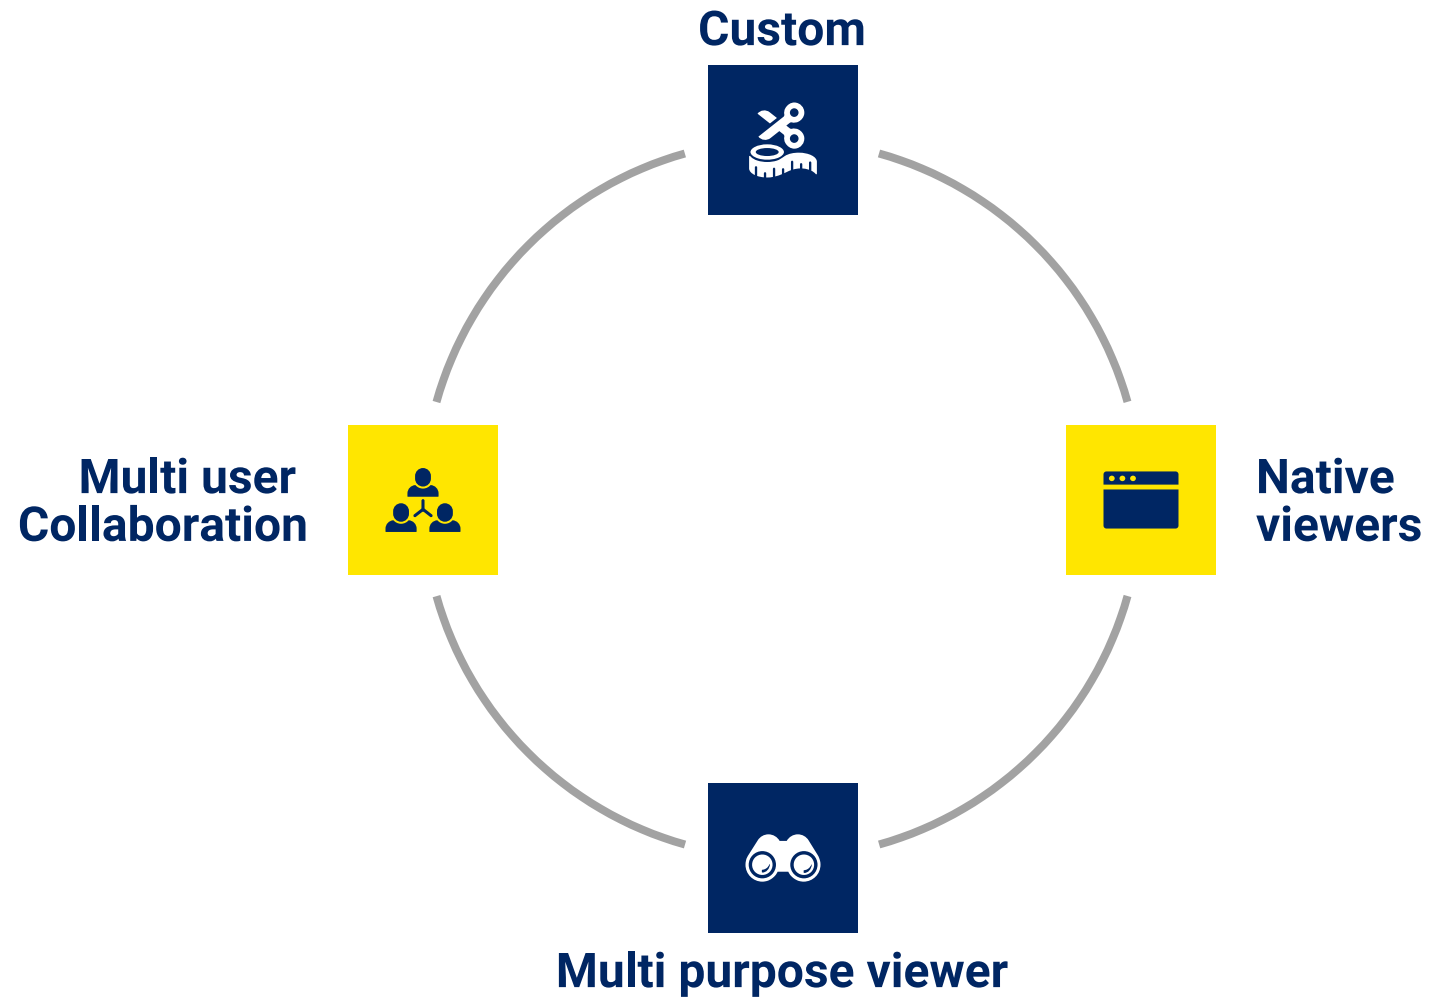 Custom
Multi user
Collaboration
Native
viewers
Multi purpose viewer